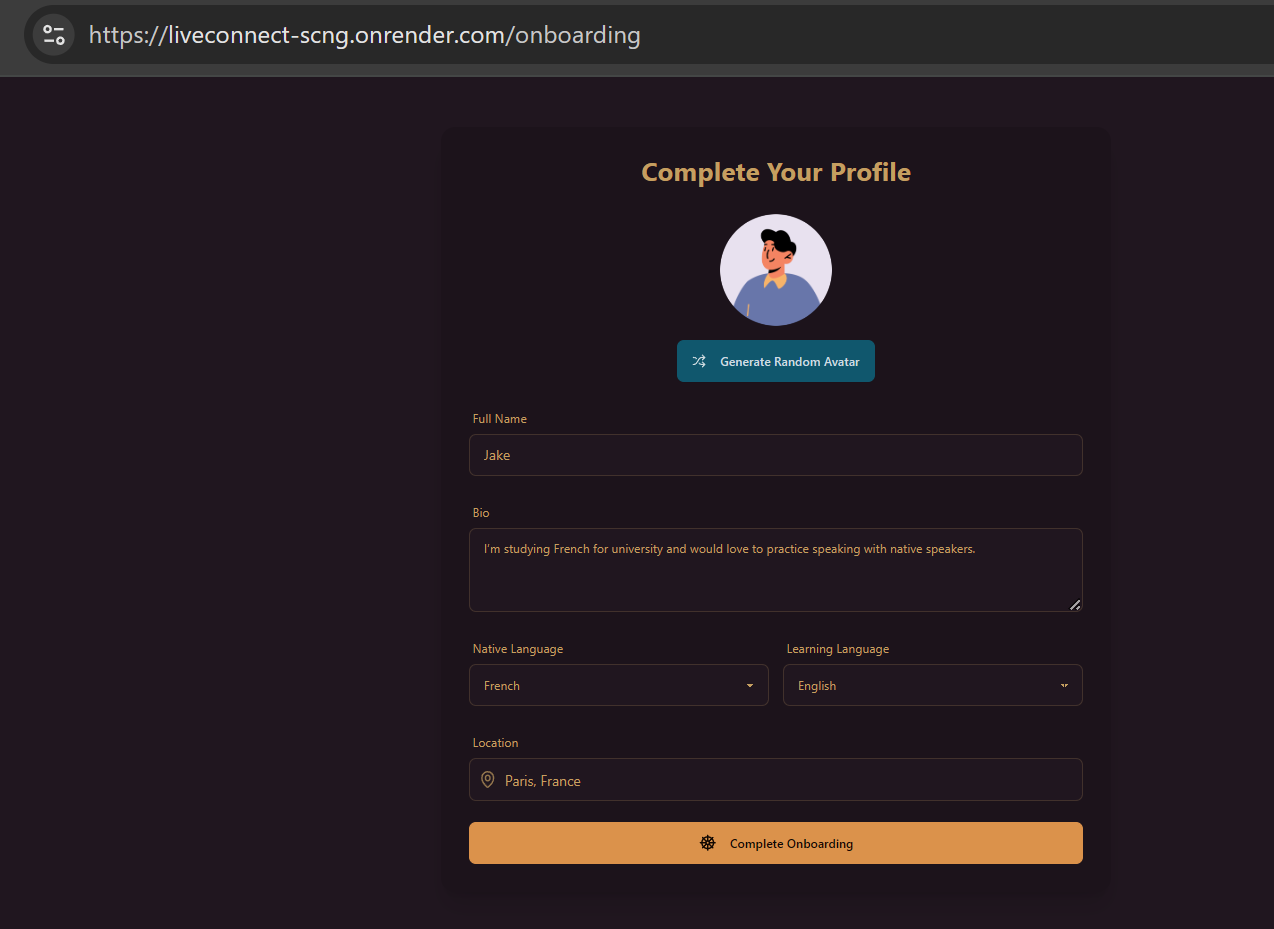 https://liveconnect-scng.onrender.com/onboarding
Complete Your Profile
Generate Random Avatar
Full Name
Jake
Bio
I'm studying French for university and would love to practice speaking with native speakers.
Native Language
Learning Language
French
English
Location
Paris, France
Complete Onboarding